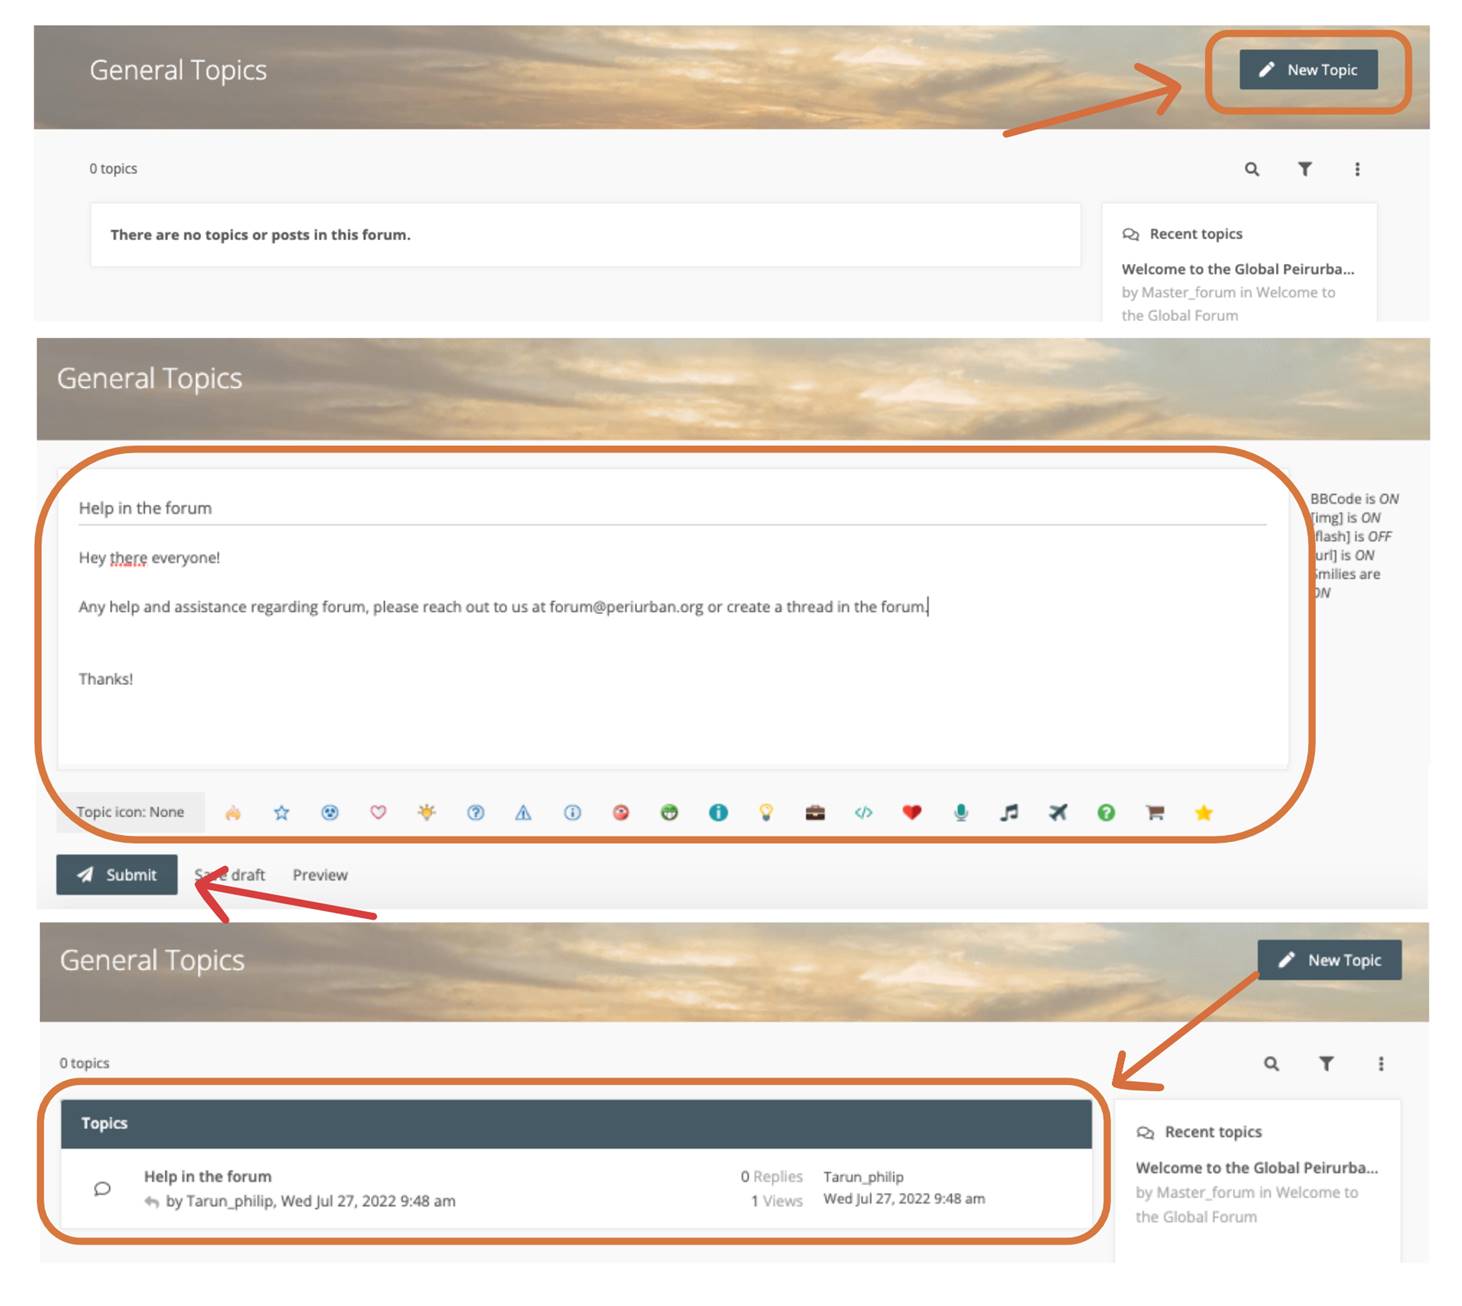 General Topics
New Topic
0 topics
There are no topics or posts in this forum.
Recent topics
Welcome to the Global Peirurba...
by Master_forum in Welcome to
the Global Forum
General Topics
Help in the forum
Hey there everyone!
Any help and assistance regarding forum, please reach out to us at forum@periurban.org or create a thread in the forum.
Thanks!
BBCode is ON
[img] is ON
flash] is OFF
url] is ON
Smilies are
ON
Topic icon: None
Submit
Save draft
Preview
General Topics
New Topic
0 topics
Topics
Help in the forum
by Tarun_philip, Wed Jul 27, 2022 9:48 am
0 Replies
1 Views
Tarun_philip
Wed Jul 27, 2022 9:48 am
Recent topics
Welcome to the Global Peirurba...
by Master_forum in Welcome to
the Global Forum